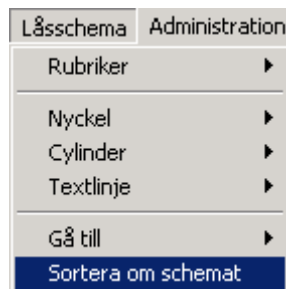 Låsschema Administration
Rubriker
Nyckel
Cylinder
Textlinje
Gå till
Sortera om schemat